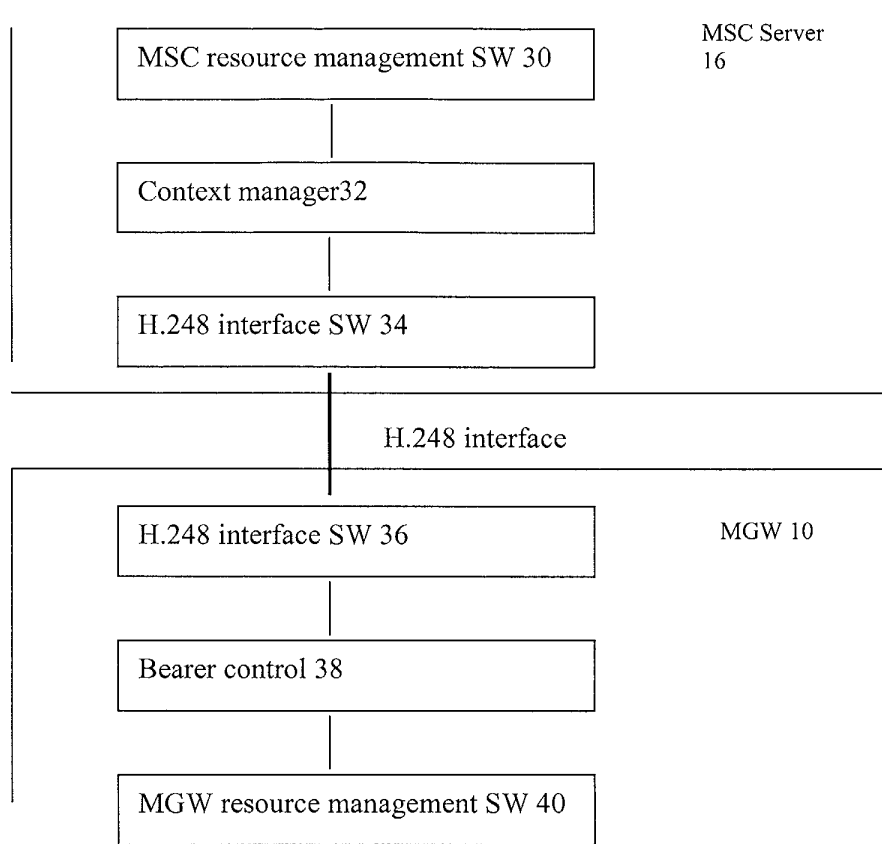 MSC resource management SW 30
MSC Server
16
Context manager32
H.248 interface SW 34
H.248 interface
H.248 interface SW 36
MGW 10
Bearer control 38
MGW resource management SW 40